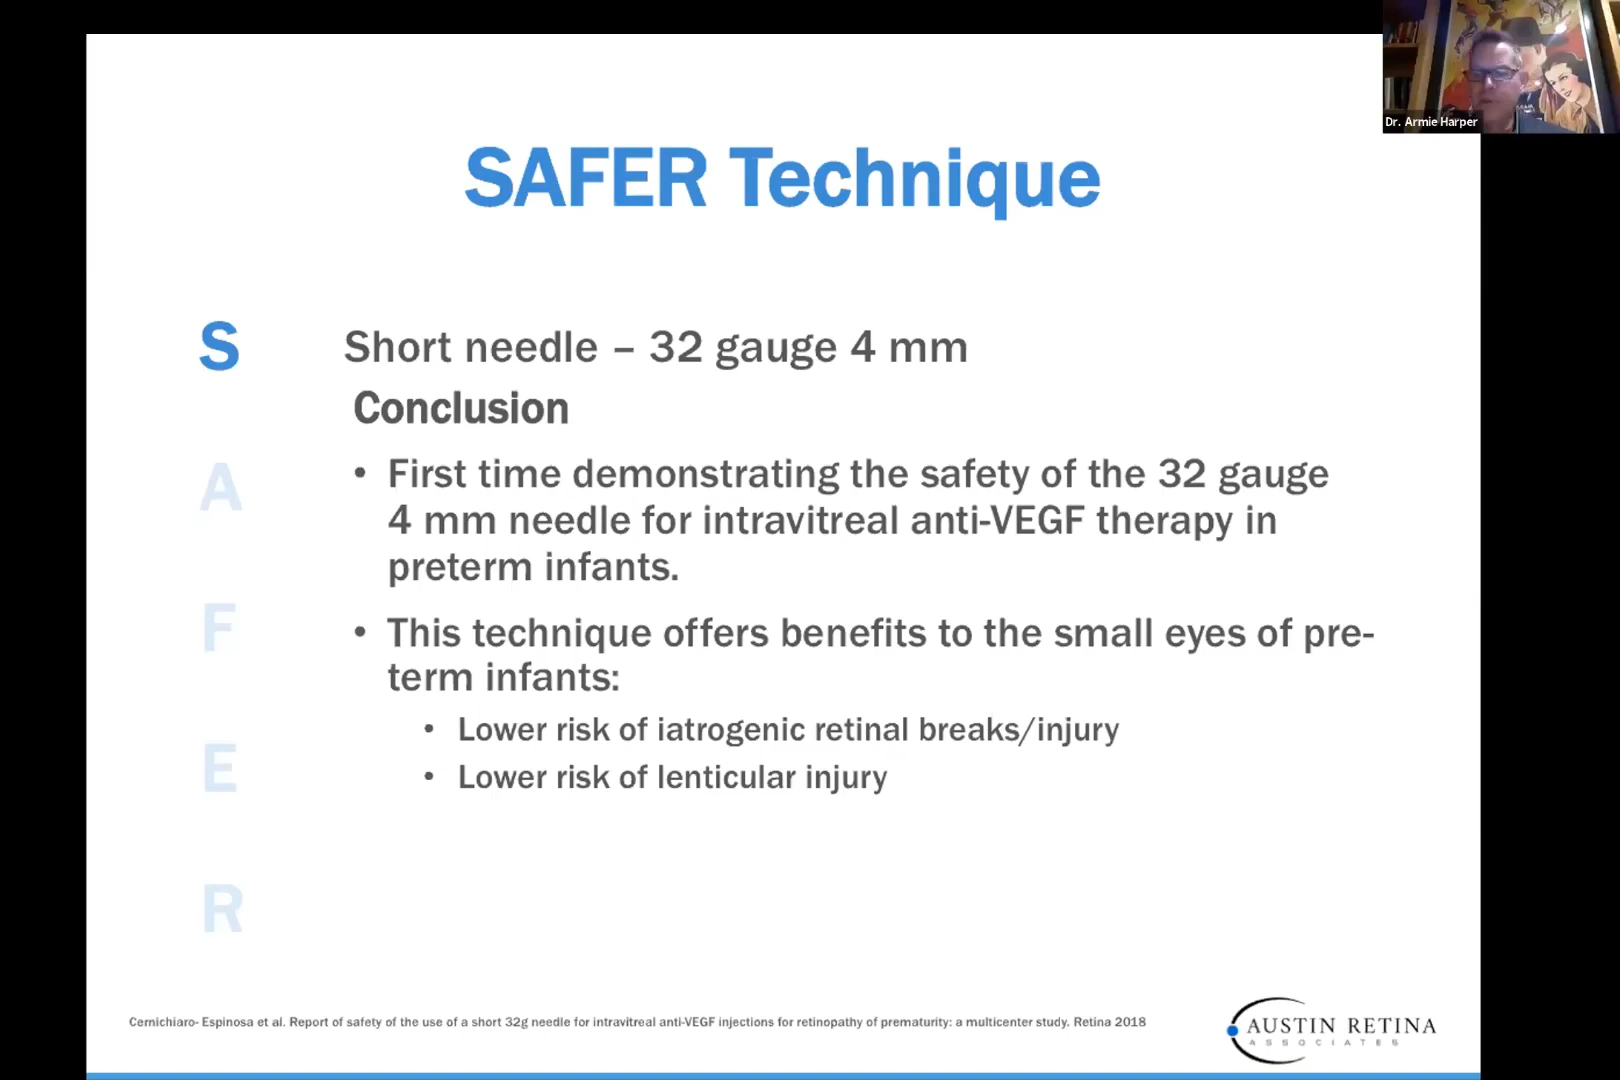 Dr. Armie Harper
SAFER Technique
S
Short needle – 32 gauge 4 mm
Conclusion
A
• First time demonstrating the safety of the 32 gauge
4 mm needle for intravitreal anti-VEGF therapy in
preterm infants.
F
• This technique offers benefits to the small eyes of pre-
term infants:
E
• Lower risk of iatrogenic retinal breaks/injury
• Lower risk of lenticular injury
R
Cernichiaro- Espinosa et al. Report of safety of the use of a short 32g needle for intravitreal anti-VEGF injections for retinopathy of prematurity: a multicenter study. Retina 2018
AUSTIN RETINA
ASSOCIATES